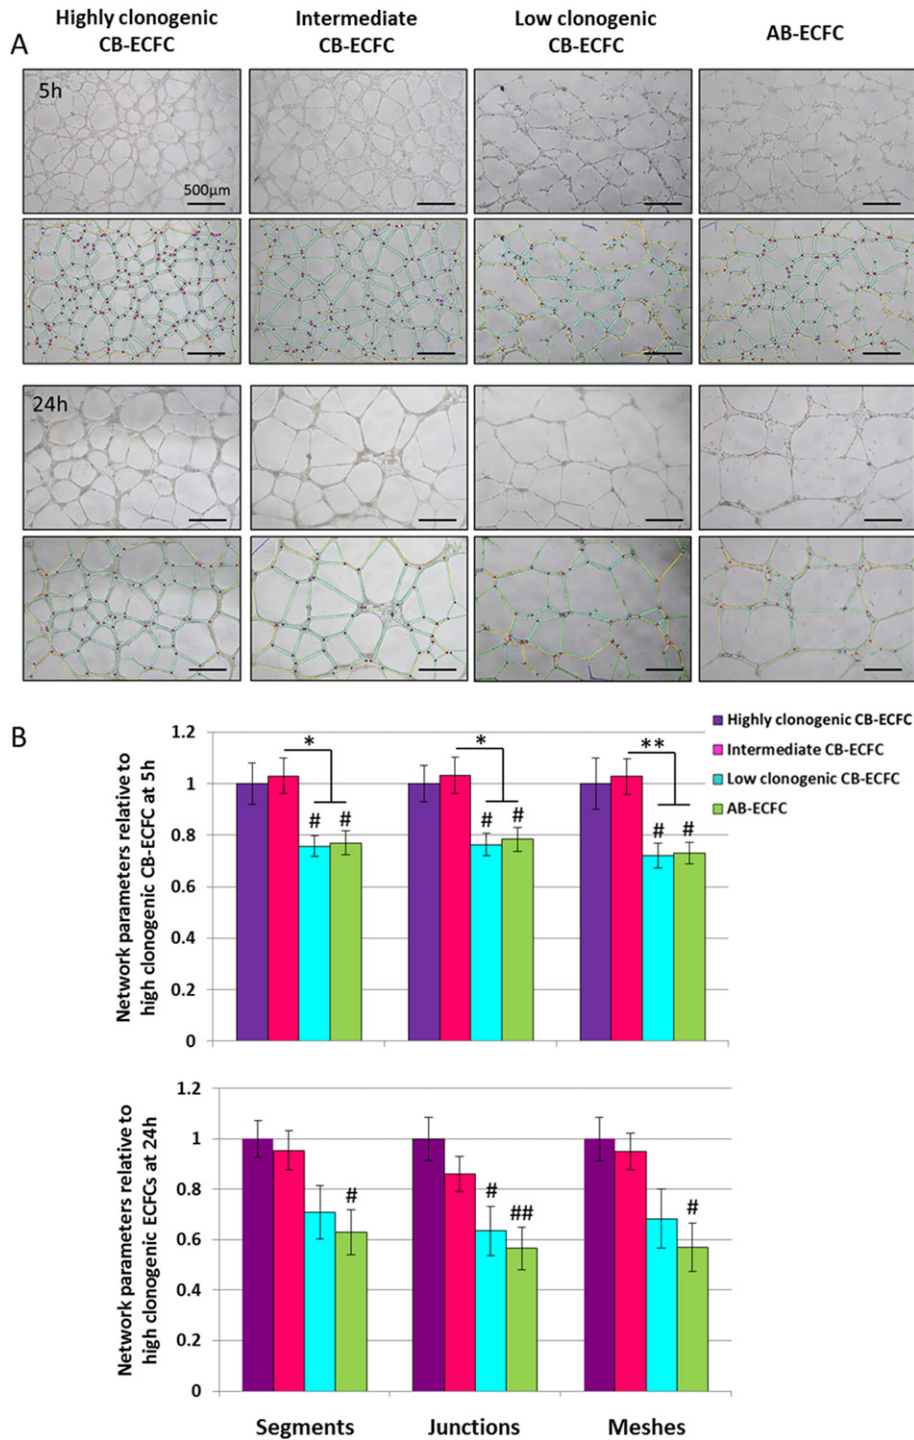 Highly clonogenic
CB-ECFC
Intermediate
CB-ECFC
Low clonogenic
CB-ECFC
AB-ECFC
A
5h
500µm
24h
B
Highly clonogenic CB-ECFC
Intermediate CB-ECFC
Low clonogenic CB-ECFC
AB-ECFC
Network parameters relative to
high clonogenic CB-ECFC at 5h
1.2
1
0.8
0.6
0.4
0.2
0
*
*
**
# #
# #
# #
Network parameters relative to
high clonogenic ECFCs at 24h
1.2
1
0.8
0.6
0.4
0.2
0
#
#
##
#
Segments
Junctions
Meshes